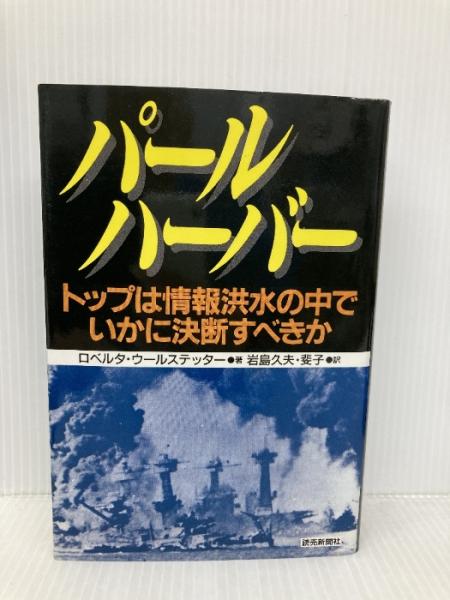 パール
ハーバー
トップは情報洪水の中で
いかに決断すべきか
ロベルタ・ウールステッター●著 岩島久夫・斐子●訳
読売新聞社